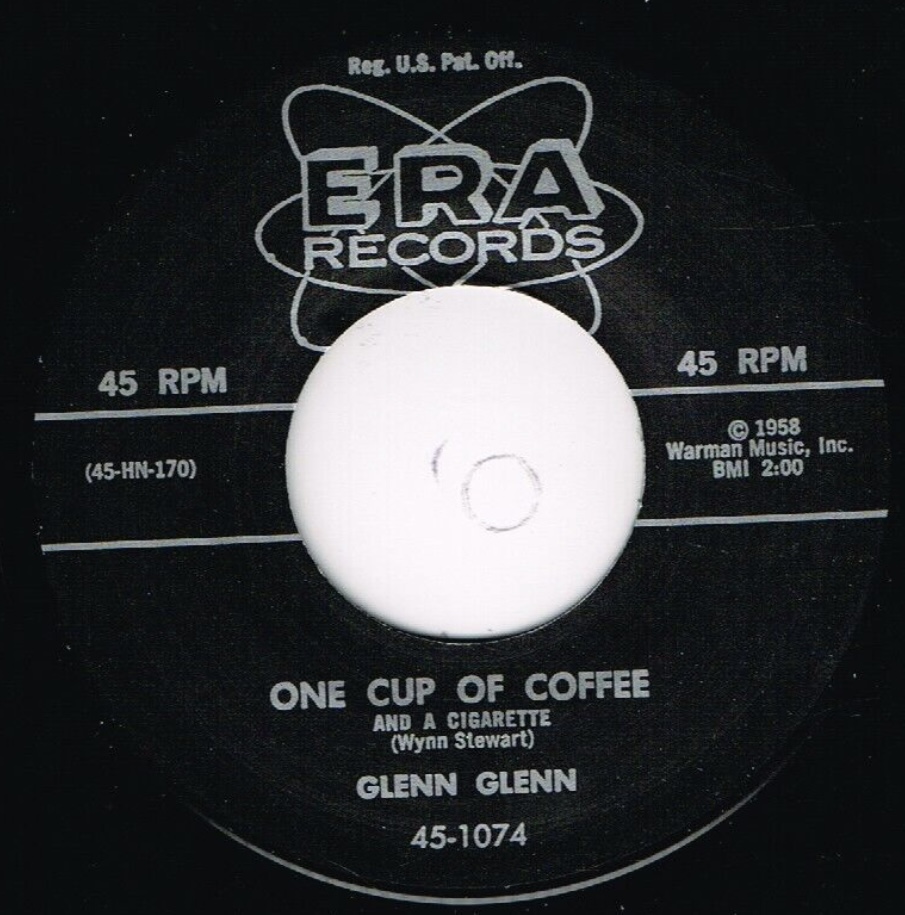 Reg. U.S. Pat. Off.
ERA
RECORDS
45 RPM
45 RPM
(45-HN-170)
© 1958
Warman Music, Inc.
BMI 2:00
ONE CUP OF COFFEE
AND A CIGARETTE
(Wynn Stewart)
GLENN GLENN
45-1074